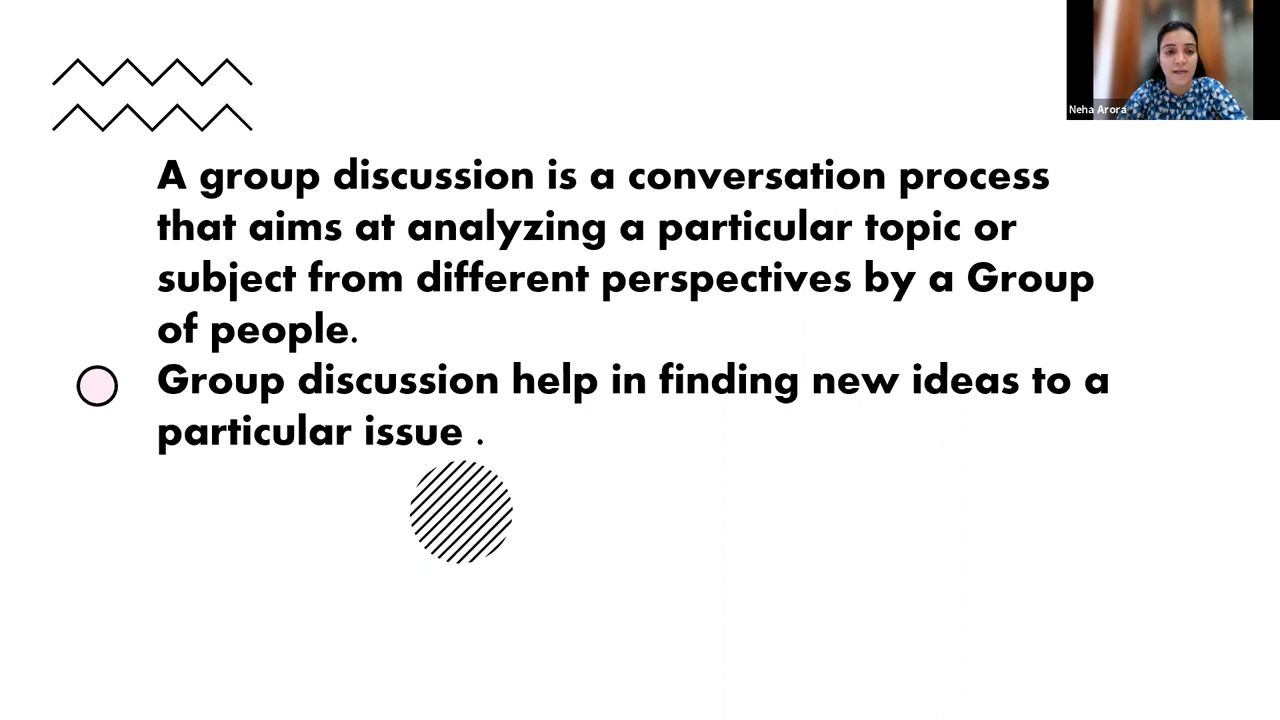 Neha Arora
A group discussion is a conversation process
that aims at analyzing a particular topic or
subject from different perspectives by a Group
of people.
Group discussion help in finding new ideas to a
particular issue .